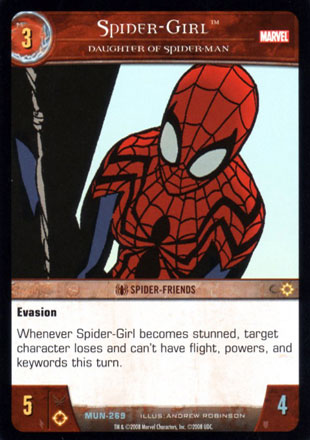 3
SPIDER-GIRL™
MARVEL
DAUGHTER OF SPIDER-MAN
SPIDER-FRIENDS
C
Evasion
Whenever Spider-Girl becomes stunned, target
character loses and can't have flight, powers, and
keywords this turn.
5
MUN-269 ILLUS: ANDREW ROBINSON
4
TM & ©2008 Marvel Characters, Inc. ©2008 UDC.